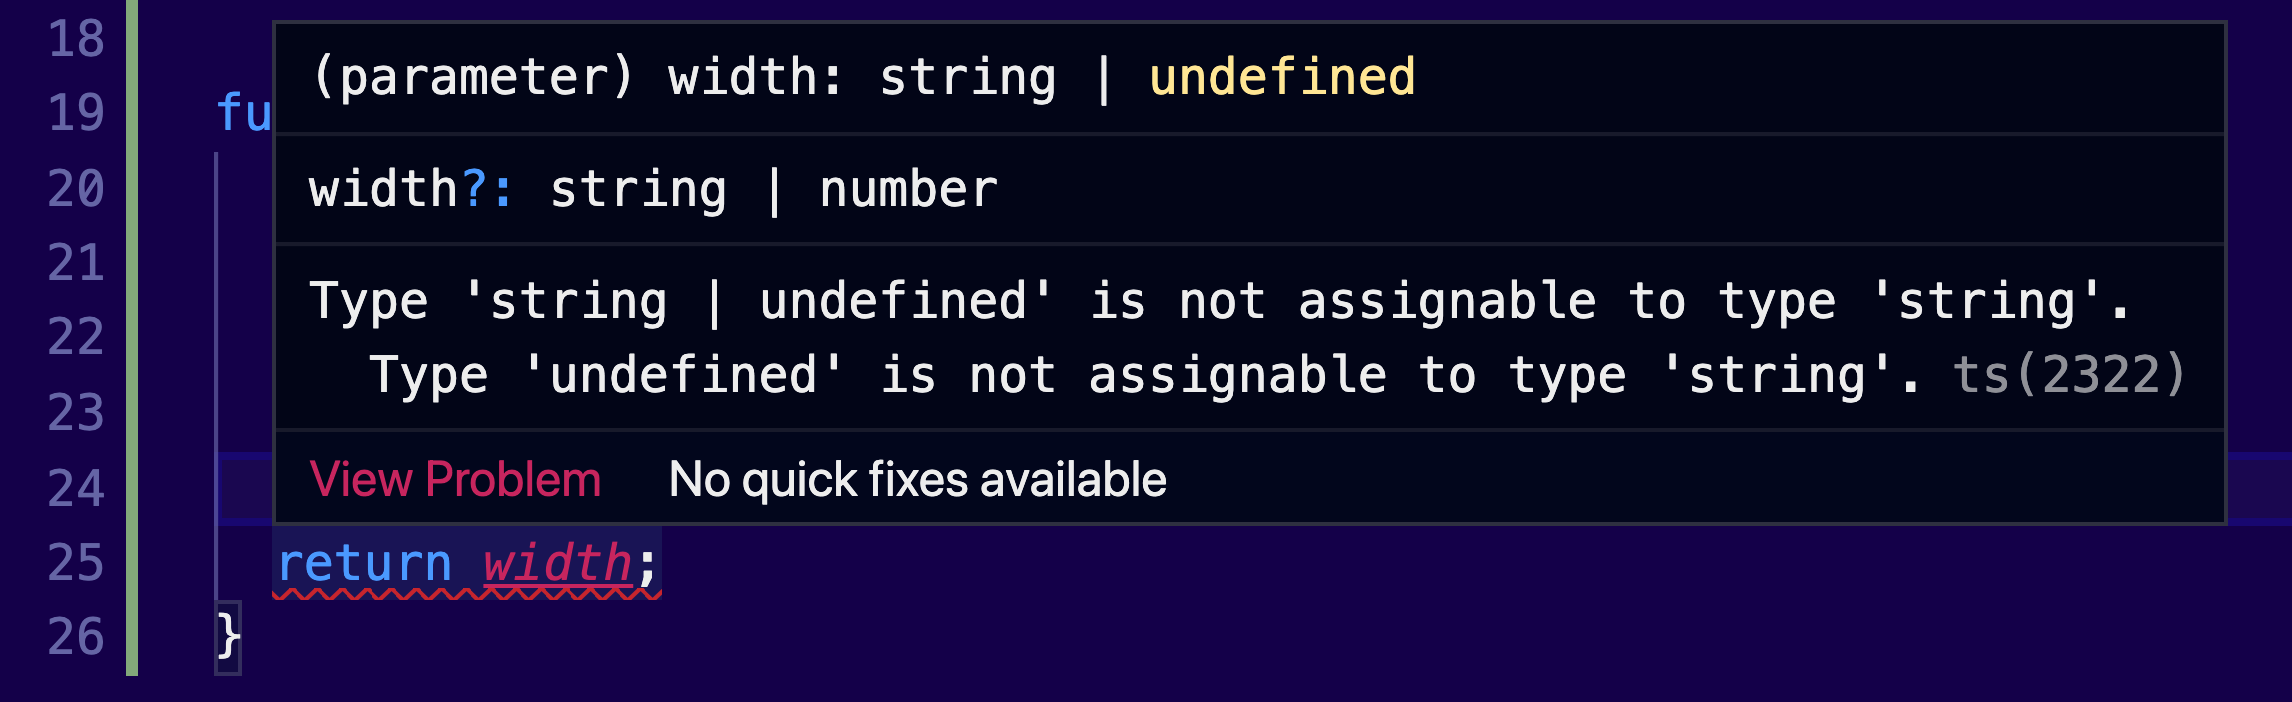 18
(parameter) width: string | undefined
19 fu
20 width?: string | number
21
Type 'string | undefined' is not assignable to type 'string'.
22
Type 'undefined' is not assignable to type 'string'. ts(2322)
23
24 View Problem No quick fixes available
25 return width;
26 }